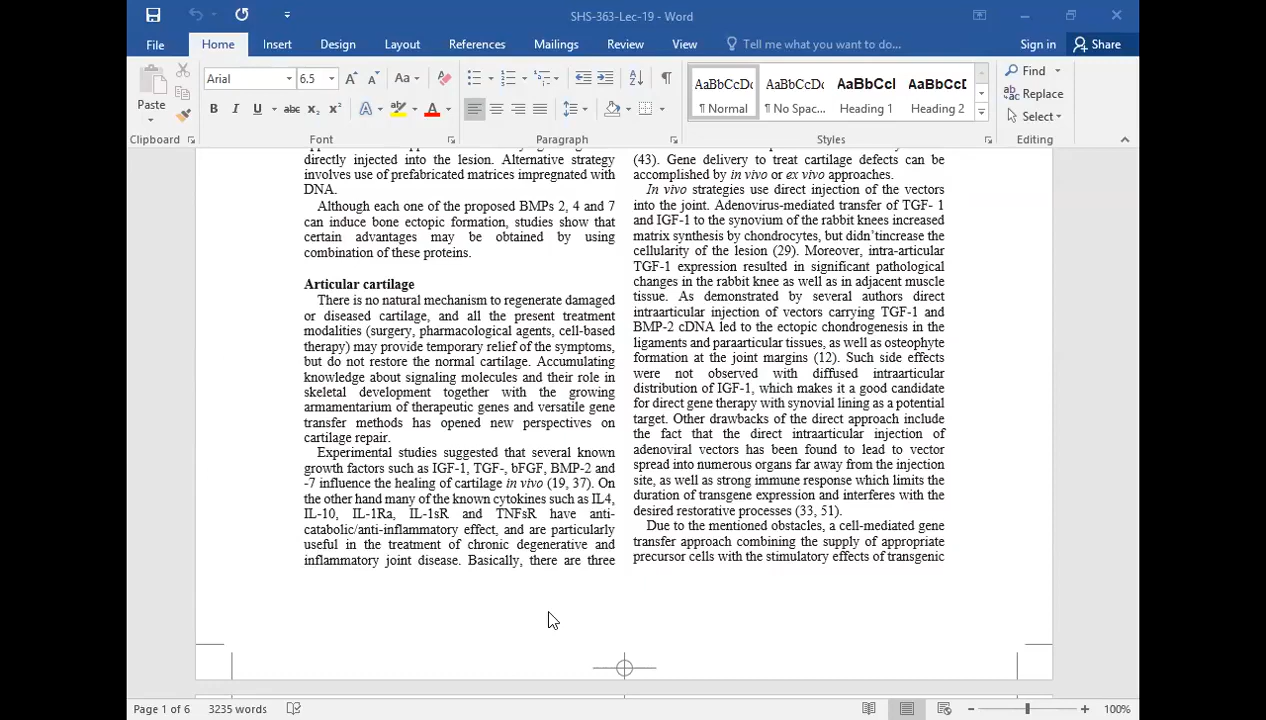 SHS-363-Lec-19 - Word
File Home Insert Design Layout References Mailings Review View Tell me what you want to do... Sign in Share
Paste Arial 6.5 Aa
B I U abc x₂ x² A A
AaBbCcDc AaBbCcDc AaBbCcI AaBbCcD
¶ Normal ¶ No Spac... Heading 1 Heading 2
Find
Replace
Select
Clipboard Font Paragraph Styles Editing
directly injected into the lesion. Alternative strategy
involves use of prefabricated matrices impregnated with
DNA.
Although each one of the proposed BMPs 2, 4 and 7
can induce bone ectopic formation, studies show that
certain advantages may be obtained by using
combination of these proteins.
Articular cartilage
There is no natural mechanism to regenerate damaged
or diseased cartilage, and all the present treatment
modalities (surgery, pharmacological agents, cell-based
therapy) may provide temporary relief of the symptoms,
but do not restore the normal cartilage. Accumulating
knowledge about signaling molecules and their role in
skeletal development together with the growing
armamentarium of therapeutic genes and versatile gene
transfer methods has opened new perspectives on
cartilage repair.
Experimental studies suggested that several known
growth factors such as IGF-1, TGF-, bFGF, BMP-2 and
-7 influence the healing of cartilage in vivo (19, 37). On
the other hand many of the known cytokines such as IL4,
IL-10, IL-1Ra, IL-1sR and TNFsR have anti-
catabolic/anti-inflammatory effect, and are particularly
useful in the treatment of chronic degenerative and
inflammatory joint disease. Basically, there are three
(43). Gene delivery to treat cartilage defects can be
accomplished by in vivo or ex vivo approaches.
In vivo strategies use direct injection of the vectors
into the joint. Adenovirus-mediated transfer of TGF- 1
and IGF-1 to the synovium of the rabbit knees increased
matrix synthesis by chondrocytes, but didn'tincrease the
cellularity of the lesion (29). Moreover, intra-articular
TGF-1 expression resulted in significant pathological
changes in the rabbit knee as well as in adjacent muscle
tissue. As demonstrated by several authors direct
intraarticular injection of vectors carrying TGF-1 and
BMP-2 cDNA led to the ectopic chondrogenesis in the
ligaments and paraarticular tissues, as well as osteophyte
formation at the joint margins (12). Such side effects
were not observed with diffused intraarticular
distribution of IGF-1, which makes it a good candidate
for direct gene therapy with synovial lining as a potential
target. Other drawbacks of the direct approach include
the fact that the direct intraarticular injection of
adenoviral vectors has been found to lead to vector
spread into numerous organs far away from the injection
site, as well as strong immune response which limits the
duration of transgene expression and interferes with the
desired restorative processes (33, 51).
Due to the mentioned obstacles, a cell-mediated gene
transfer approach combining the supply of appropriate
precursor cells with the stimulatory effects of transgenic
Page 1 of 6 3235 words 100%